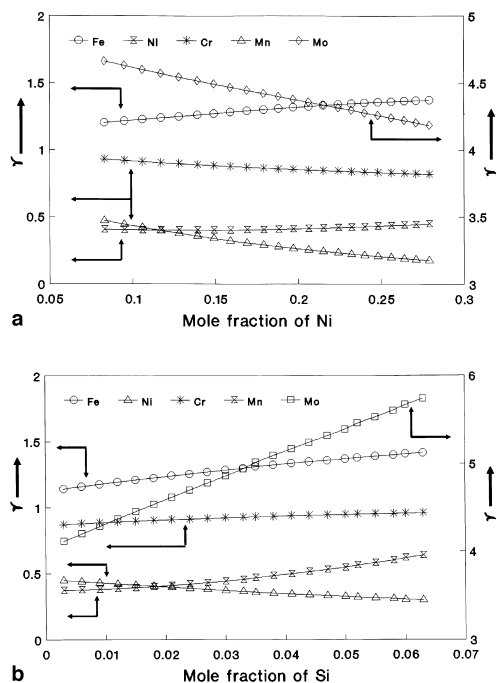 2
5
Fe
Ni
Cr
Mn
Mo
1.5
4.5
γ
γ
1
4
0.5
3.5
0
3
0.05
0.1
0.15
0.2
0.25
0.3
Mole fraction of Ni
a
2
6
Fe
Ni
Cr
Mn
Mo
1.5
5
γ
γ
1
4
0.5
0
3
0
0.01
0.02
0.03
0.04
0.05
0.06
0.07
Mole fraction of Si
b